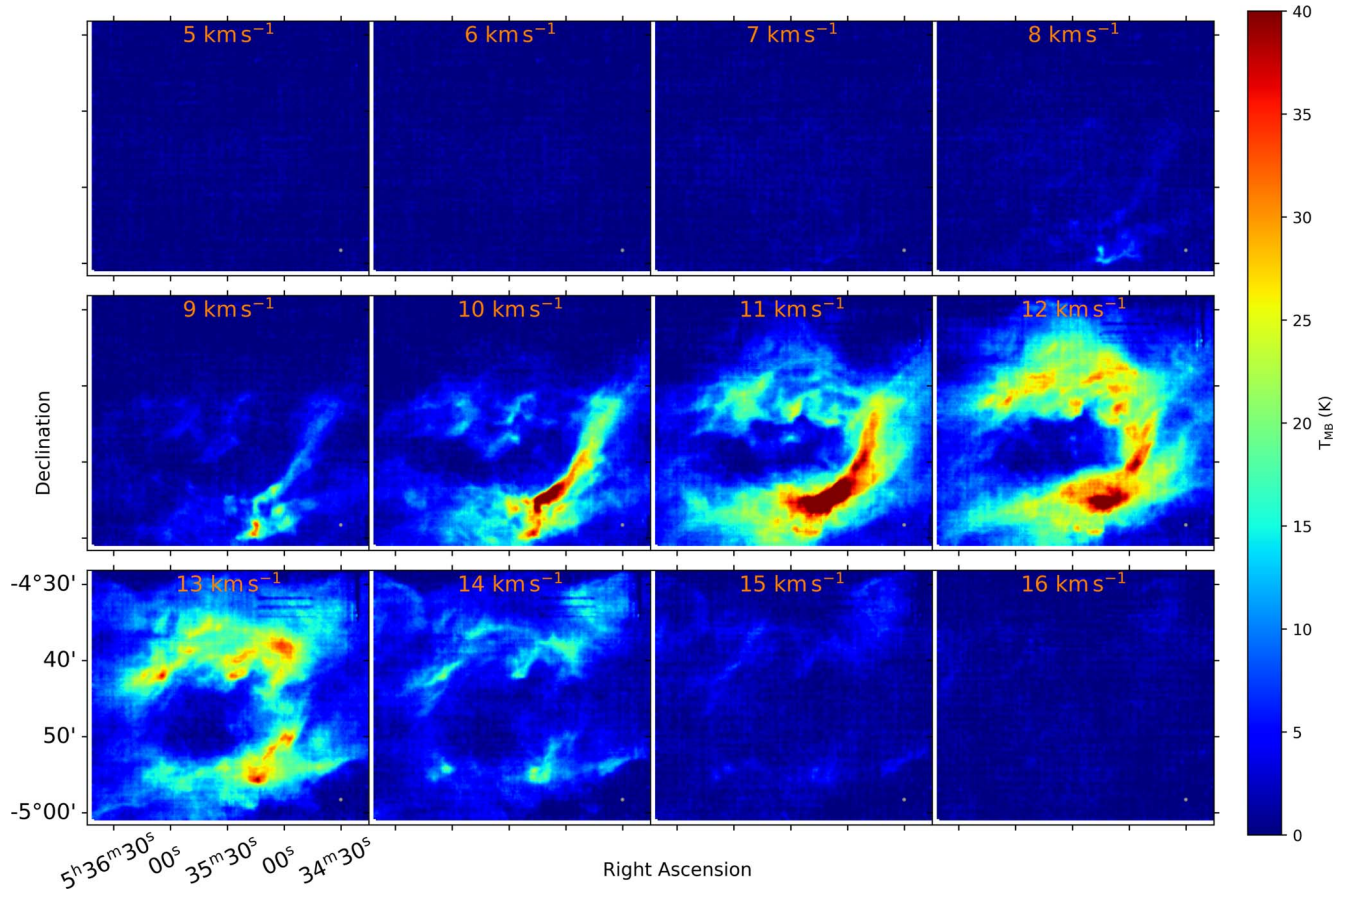 5 km s⁻¹
6 km s⁻¹
7 km s⁻¹
8 km s⁻¹
9 km s⁻¹
10 km s⁻¹
11 km s⁻¹
12 km s⁻¹
13 km s⁻¹
14 km s⁻¹
15 km s⁻¹
16 km s⁻¹
Declination
-4°30'
40'
50'
-5°00'
5ʰ36ᵐ30ˢ
00ˢ
35ᵐ30ˢ
00ˢ
34ᵐ30ˢ
Right Ascension
40
35
30
25
20
15
10
5
0
T_MB (K)